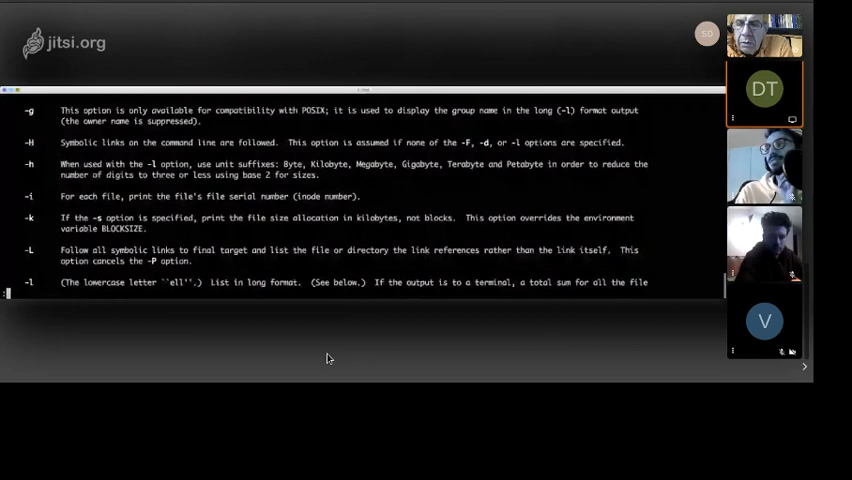 jitsi.org
SD
DT
-g This option is only available for compatibility with POSIX; it is used to display the group name in the long (-l) format output
(the owner name is suppressed).
-H Symbolic links on the command line are followed. This option is assumed if none of the -F, -d, or -l options are specified.
-h When used with the -l option, use unit suffixes: Byte, Kilobyte, Megabyte, Gigabyte, Terabyte and Petabyte in order to reduce the
number of digits to three or less using base 2 for sizes.
-i For each file, print the file's file serial number (inode number).
-k If the -s option is specified, print the file size allocation in kilobytes, not blocks. This option overrides the environment
variable BLOCKSIZE.
-L Follow all symbolic links to final target and list the file or directory the link references rather than the link itself. This
option cancels the -P option.
-l (The lowercase letter ``ell''.) List in long format. (See below.) If the output is to a terminal, a total sum for all the file
:
V